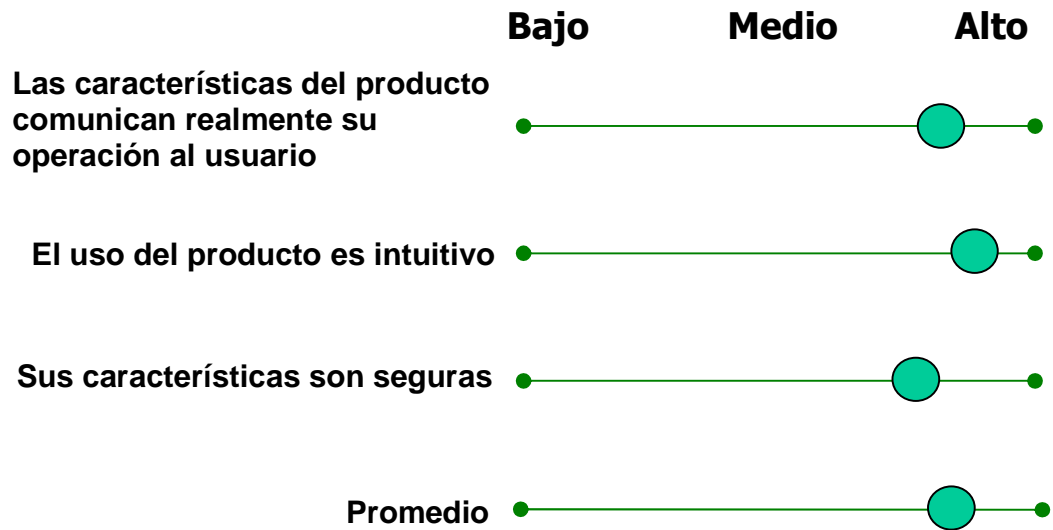 Bajo Medio Alto
Las características del producto
comunican realmente su
operación al usuario
El uso del producto es intuitivo
Sus características son seguras
Promedio